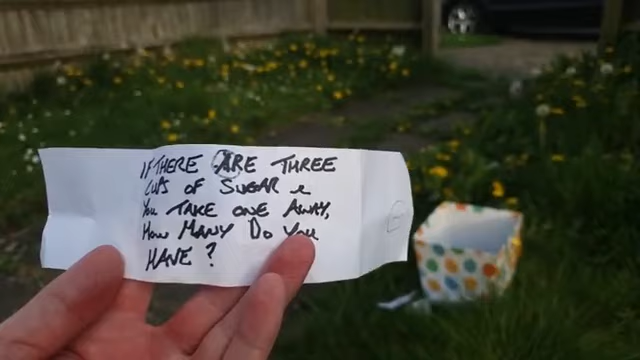 IF THERE ARE THREE
CUPS OF SUGAR &
YOU TAKE ONE AWAY,
HOW MANY DO YOU
HAVE?